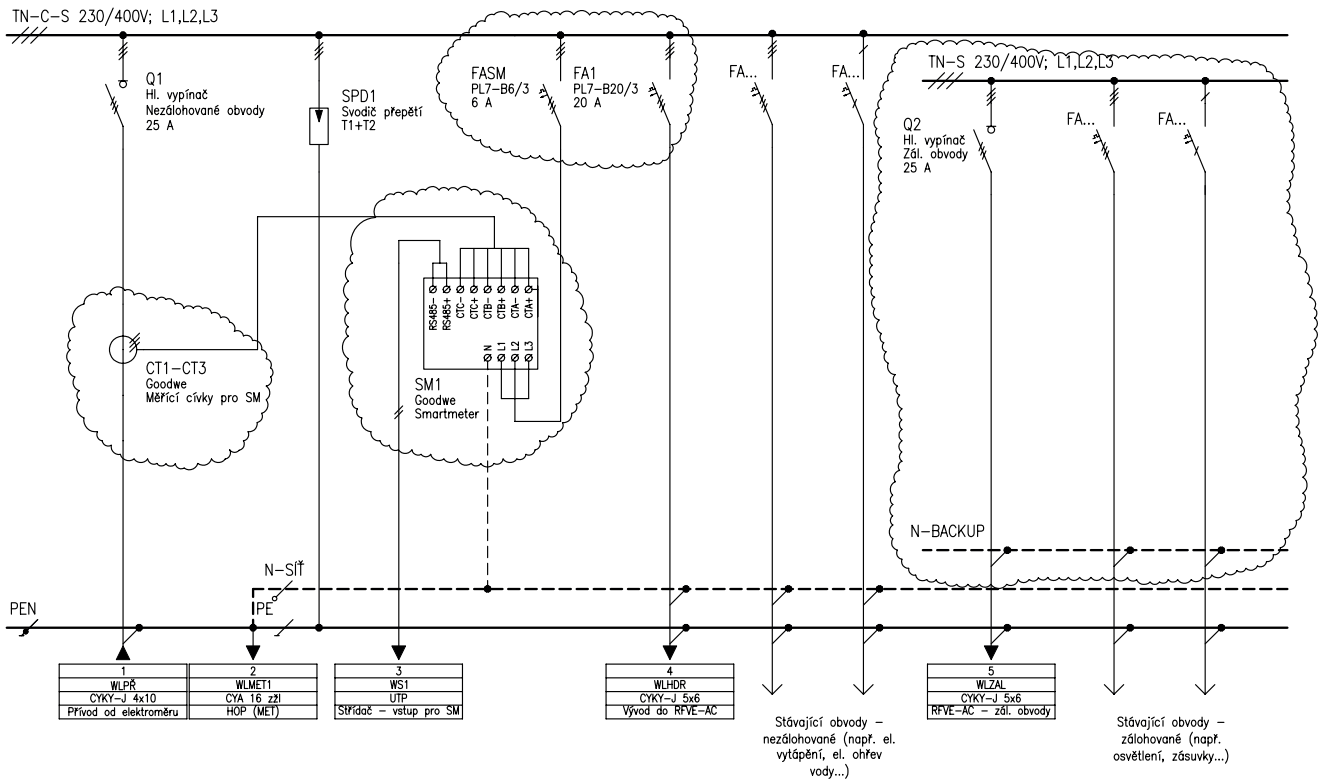 TN-C-S 230/400V; L1,L2,L3
Q1
Hl. vypínač
Nezálohované obvody
25 A
SPD1
Svodič přepětí
T1+T2
FASM
PL7-B6/3
6 A
FA1
PL7-B20/3
20 A
FA...
FA...
TN-S 230/400V; L1,L2,L3
Q2
Hl. vypínač
Zál. obvody
25 A
FA...
FA...
CT1-CT3
Goodwe
Měřící cívky pro SM
RS485-
RS485+
CTC-
CTC+
CTB-
CTB+
CTA-
CTA+
N
L1
L2
L3
SM1
Goodwe
Smartmeter
N-BACKUP
N-SÍŤ
PEN
PE
1
WLPŘ
CYKY-J 4x10
Přívod od elektroměru
2
WLMET1
CYA 16 zžl
HOP (MET)
3
WS1
UTP
Střídač - vstup pro SM
4
WLHDR
CYKY-J 5x6
Vývod do RFVE-AC
5
WLZAL
CYKY-J 5x6
RFVE-AC - zál. obvody
Stávající obvody -
nezálohované (např. el.
vytápění, el. ohřev
vody...)
Stávající obvody -
zálohované (např.
osvětlení, zásuvky...)